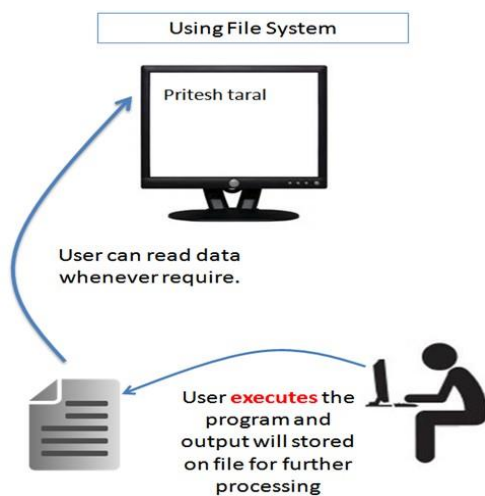 Using File System
Pritesh taral
User can read data
whenever require.
User executes the
program and
output will stored
on file for further
processing